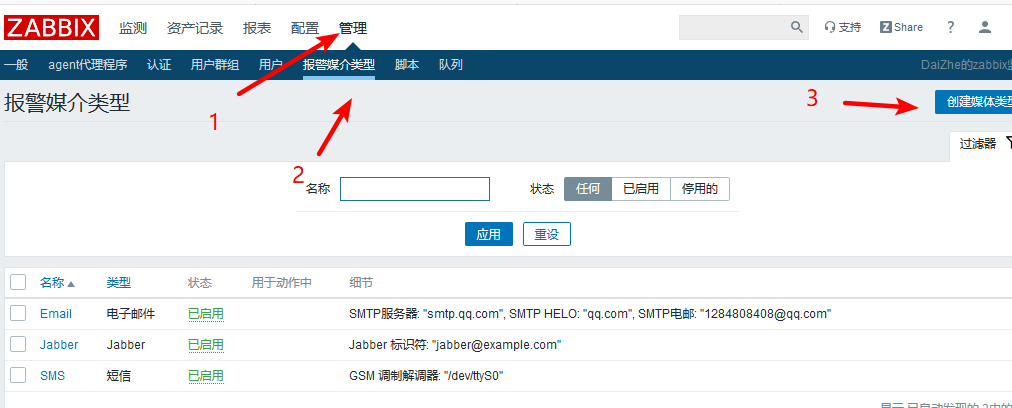 ZABBIX 监测 资产记录 报表 配置 管理 支持 Z Share ?
一般 agent代理程序 认证 用户群组 用户 报警媒介类型 脚本 队列 DaiZhe的zabbix
报警媒介类型 创建媒体类型
1
2
3
过滤器
名称 状态 任何 已启用 停用的
应用 重设
名称 类型 状态 用于动作中 细节
Email 电子邮件 已启用 SMTP服务器: "smtp.qq.com", SMTP HELO: "qq.com", SMTP电邮: "1284808408@qq.com"
Jabber Jabber 已启用 Jabber 标识符: "jabber@example.com"
SMS 短信 已启用 GSM 调制解调器: "/dev/ttyS0"